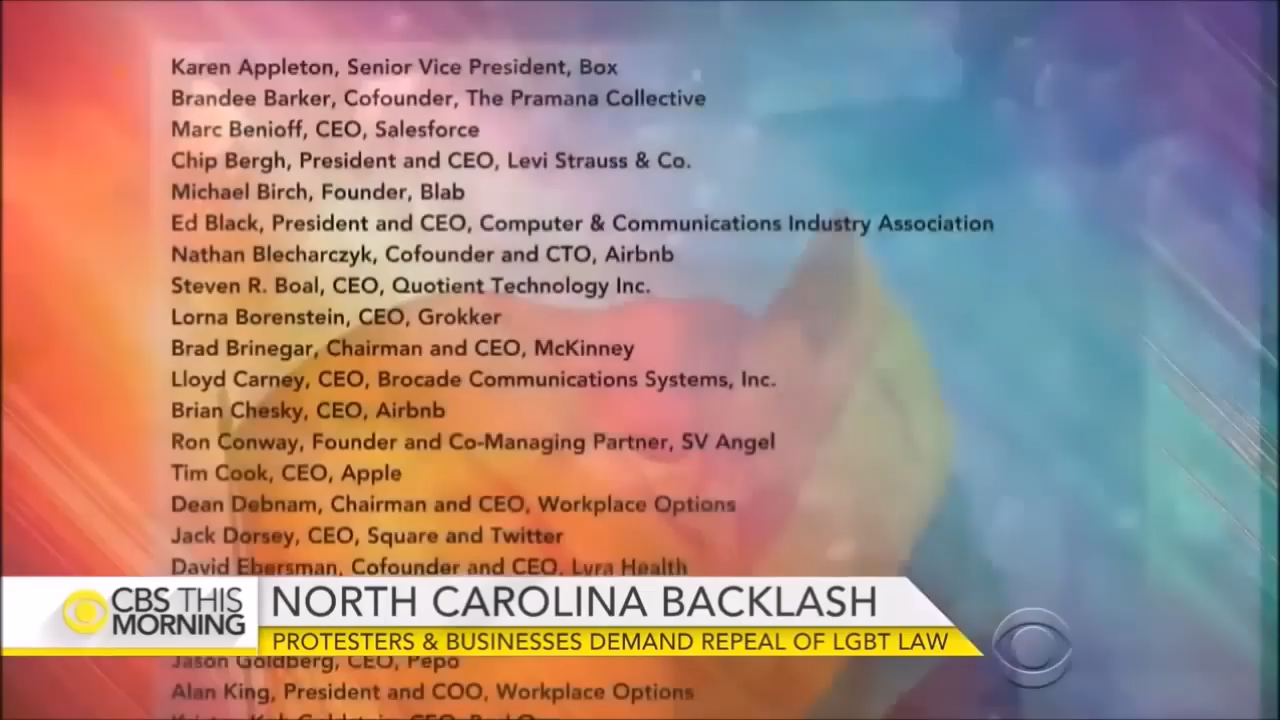 Karen Appleton, Senior Vice President, Box
Brandee Barker, Cofounder, The Pramana Collective
Marc Benioff, CEO, Salesforce
Chip Bergh, President and CEO, Levi Strauss & Co.
Michael Birch, Founder, Blab
Ed Black, President and CEO, Computer & Communications Industry Association
Nathan Blecharczyk, Cofounder and CTO, Airbnb
Steven R. Boal, CEO, Quotient Technology Inc.
Lorna Borenstein, CEO, Grokker
Brad Brinegar, Chairman and CEO, McKinney
Lloyd Carney, CEO, Brocade Communications Systems, Inc.
Brian Chesky, CEO, Airbnb
Ron Conway, Founder and Co-Managing Partner, SV Angel
Tim Cook, CEO, Apple
Dean Debnam, Chairman and CEO, Workplace Options
Jack Dorsey, CEO, Square and Twitter
David Ebersman, Cofounder and CEO, Lyra Health
CBS THIS
MORNING
NORTH CAROLINA BACKLASH
PROTESTERS & BUSINESSES DEMAND REPEAL OF LGBT LAW
Jason Goldberg, CEO, Pepo
Alan King, President and COO, Workplace Options